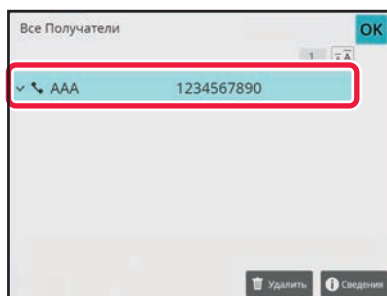 Все Получатели
OK
1
AAA 1234567890
Удалить
Сведения